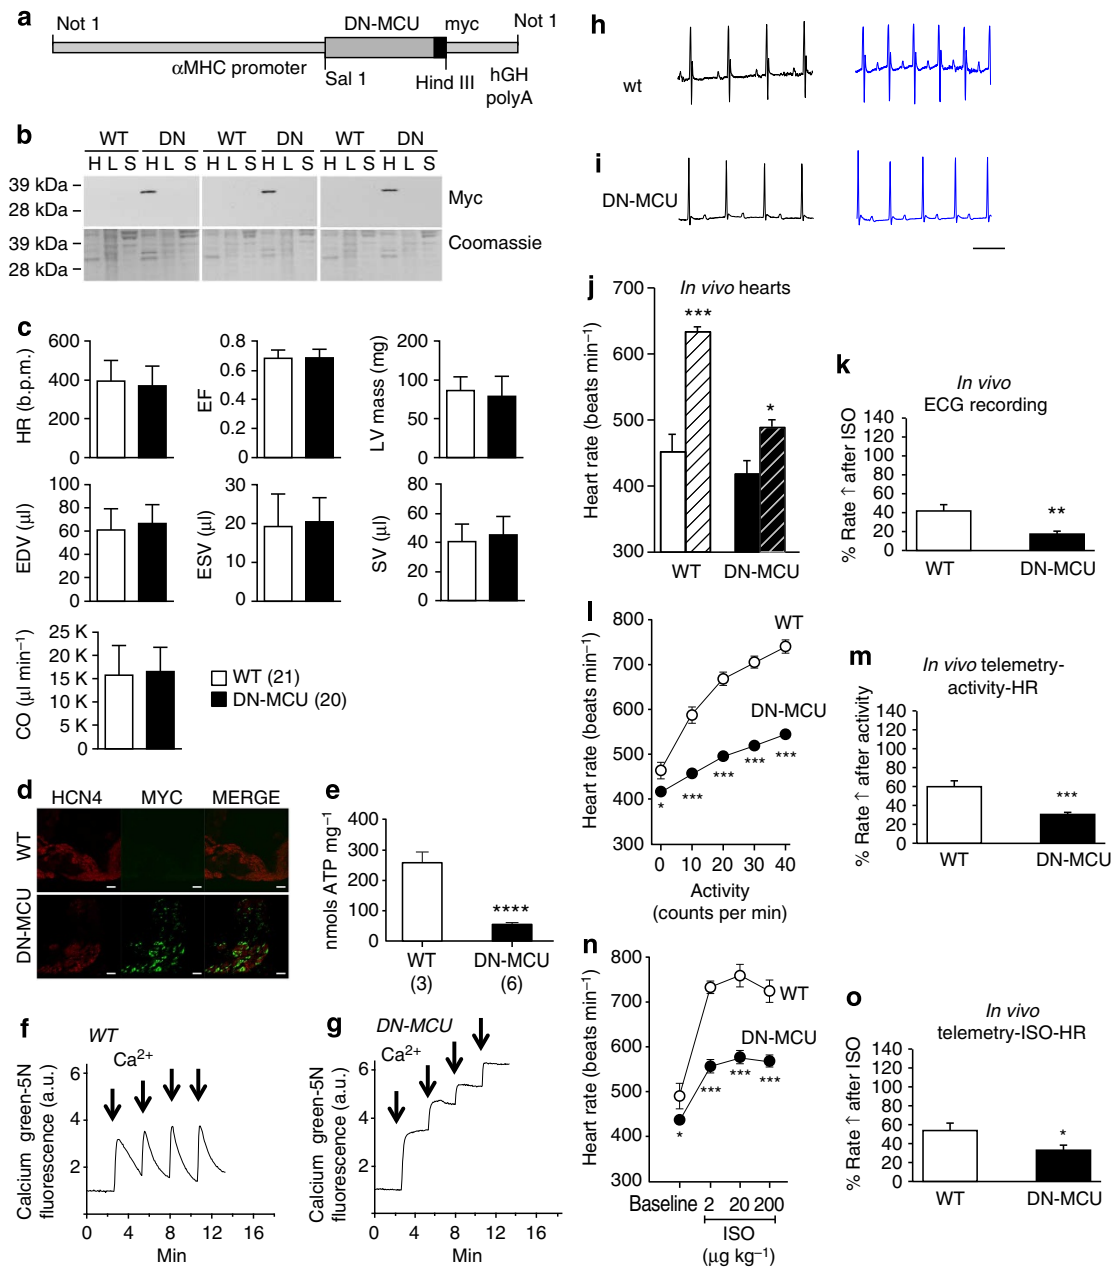 a
Not 1
DN-MCU
myc
Not 1
αMHC promoter
Sal 1
Hind III
hGH
polyA
b
WT DN WT DN WT DN
H L S H L S H L S H L S H L S H L S
39 kDa
28 kDa
Myc
39 kDa
28 kDa
Coomassie
c
HR (b.p.m.)
600
400
200
0
EF
0.8
0.6
0.4
0.2
0
LV mass (mg)
200
100
50
0
EDV (µl)
100
80
60
40
20
0
ESV (µl)
30
20
10
0
SV (µl)
80
60
40
20
0
CO (µl min⁻¹)
25 K
20 K
15 K
10 K
5 K
0
WT (21)
DN-MCU (20)
d
HCN4 MYC MERGE
WT
DN-MCU
e
nmols ATP mg⁻¹
400
300
200
100
0
****
WT
(3)
DN-MCU
(6)
f
WT
Ca²⁺
Calcium green-5N
fluorescence (a.u.)
6
4
2
0 4 8 12 16
Min
g
DN-MCU
Ca²⁺
Calcium green-5N
fluorescence (a.u.)
6
4
2
0
0 4 8 12 16
Min
h
wt
i
DN-MCU
j
In vivo hearts
Heart rate (beats min⁻¹)
700
600
500
400
300
***
*
WT DN-MCU
k
In vivo
ECG recording
% Rate ↑ after ISO
140
120
100
80
60
40
20
0
**
WT DN-MCU
l
Heart rate (beats min⁻¹)
800
700
600
500
400
300
WT
DN-MCU
* *** *** *** ***
0 10 20 30 40
Activity
(counts per min)
m
In vivo telemetry-
activity-HR
% Rate ↑ after activity
140
120
100
80
60
40
20
0
***
WT DN-MCU
n
Heart rate (beats min⁻¹)
800
700
600
500
400
300
WT
DN-MCU
* *** *** ***
Baseline 2 20 200
ISO
(µg kg⁻¹)
o
In vivo
telemetry-ISO-HR
% Rate ↑ after ISO
140
120
100
80
60
40
20
0
*
WT DN-MCU